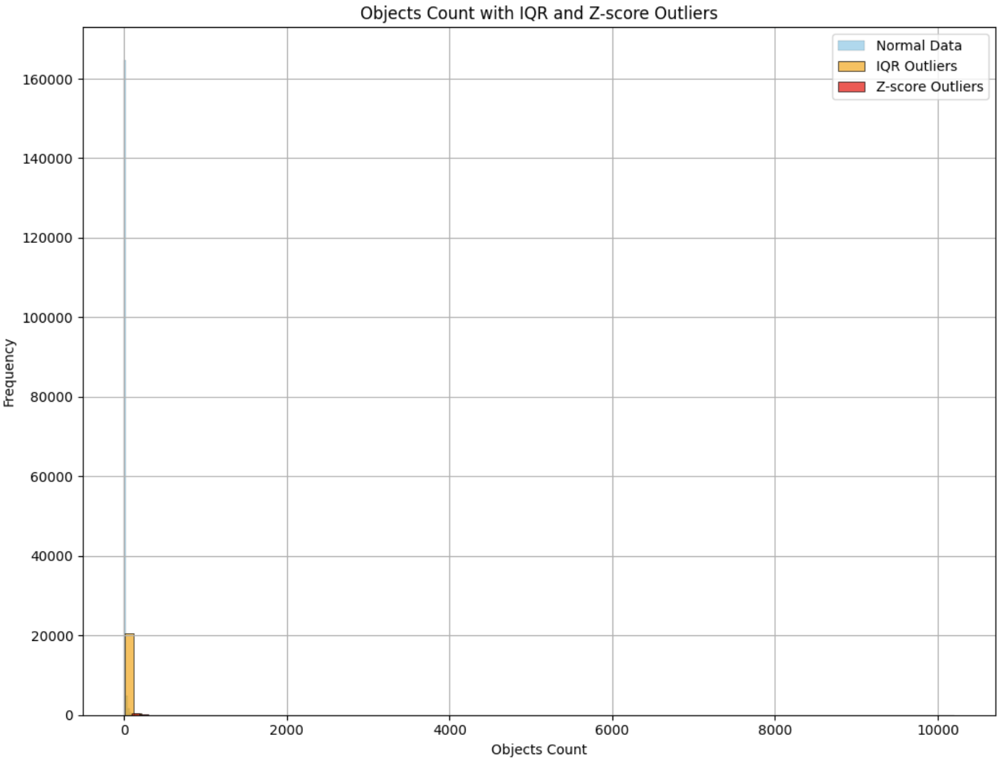 Objects Count with IQR and Z-score Outliers
Normal Data
IQR Outliers
Z-score Outliers
160000
140000
120000
100000
80000
60000
40000
20000
0
Frequency
0 2000 4000 6000 8000 10000
Objects Count